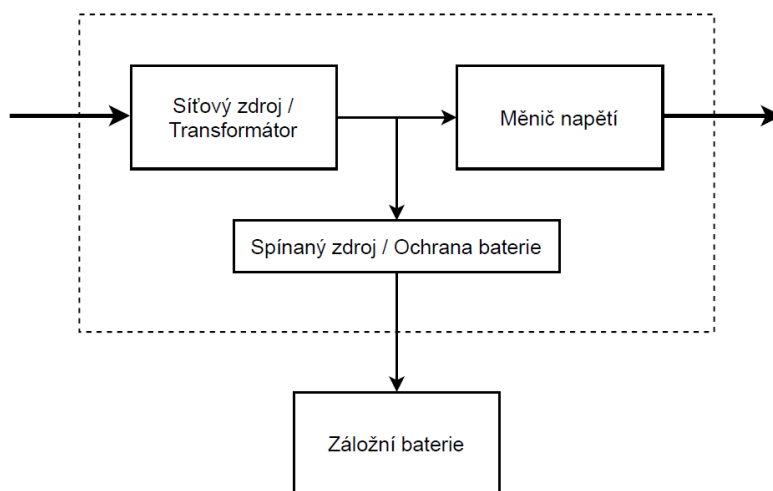 Síťový zdroj /
Transformátor
Měnič napětí
Spínaný zdroj / Ochrana baterie
Záložní baterie